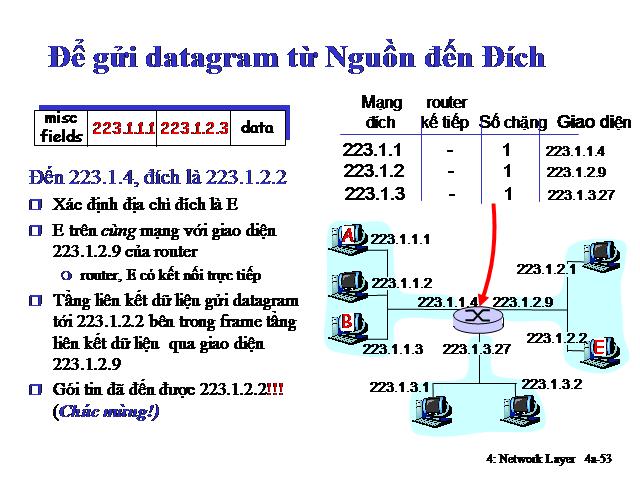 Để gửi datagram từ Nguồn đến Đích
misc
fields 223.1.1.1 223.1.2.3 data
Đến 223.1.4, đích là 223.1.2.2
Xác định địa chỉ đích là E
E trên cùng mạng với giao diện
223.1.2.9 của router
router, E có kết nối trực tiếp
Tầng liên kết dữ liệu gửi datagram
tới 223.1.2.2 bên trong frame tầng
liên kết dữ liệu qua giao diện
223.1.2.9
Gói tin đã đến được 223.1.2.2!!!
(Chúc mừng!)
Mạng router
đích kế tiếp Số chặng Giao diện
223.1.1 - 1 223.1.1.4
223.1.2 - 1 223.1.2.9
223.1.3 - 1 223.1.3.27
A 223.1.1.1
223.1.2.1
223.1.1.2
223.1.1.4 223.1.2.9
B
223.1.2.2
E
223.1.1.3 223.1.3.27
223.1.3.1 223.1.3.2
4: Network Layer 4a-53